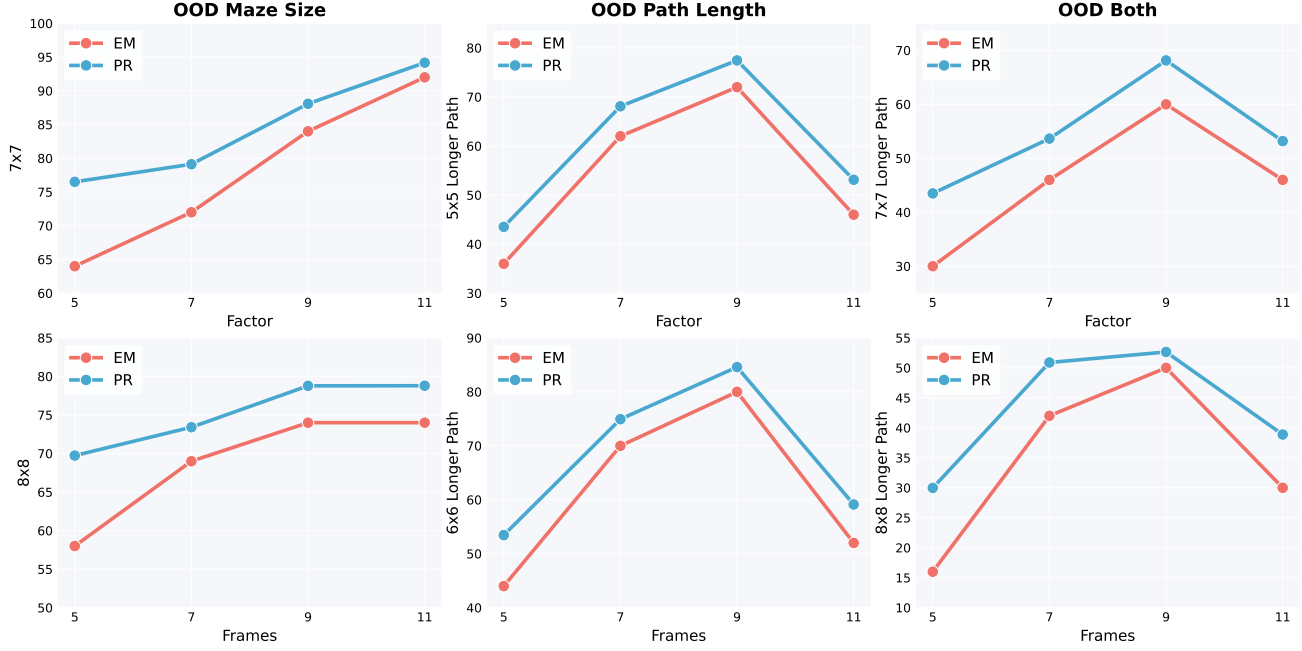 OOD Maze Size
OOD Path Length
OOD Both
7x7
100
95
90
85
80
75
70
65
60
EM
PR
5
7
9
11
Factor
5x5 Longer Path
80
70
60
50
40
30
EM
PR
5
7
9
11
Factor
7x7 Longer Path
70
60
50
40
30
EM
PR
5
7
9
11
Factor
8x8
85
80
75
70
65
60
55
50
EM
PR
5
7
9
11
Frames
6x6 Longer Path
90
80
70
60
50
40
EM
PR
5
7
9
11
Frames
8x8 Longer Path
55
50
45
40
35
30
25
20
15
10
EM
PR
5
7
9
11
Frames